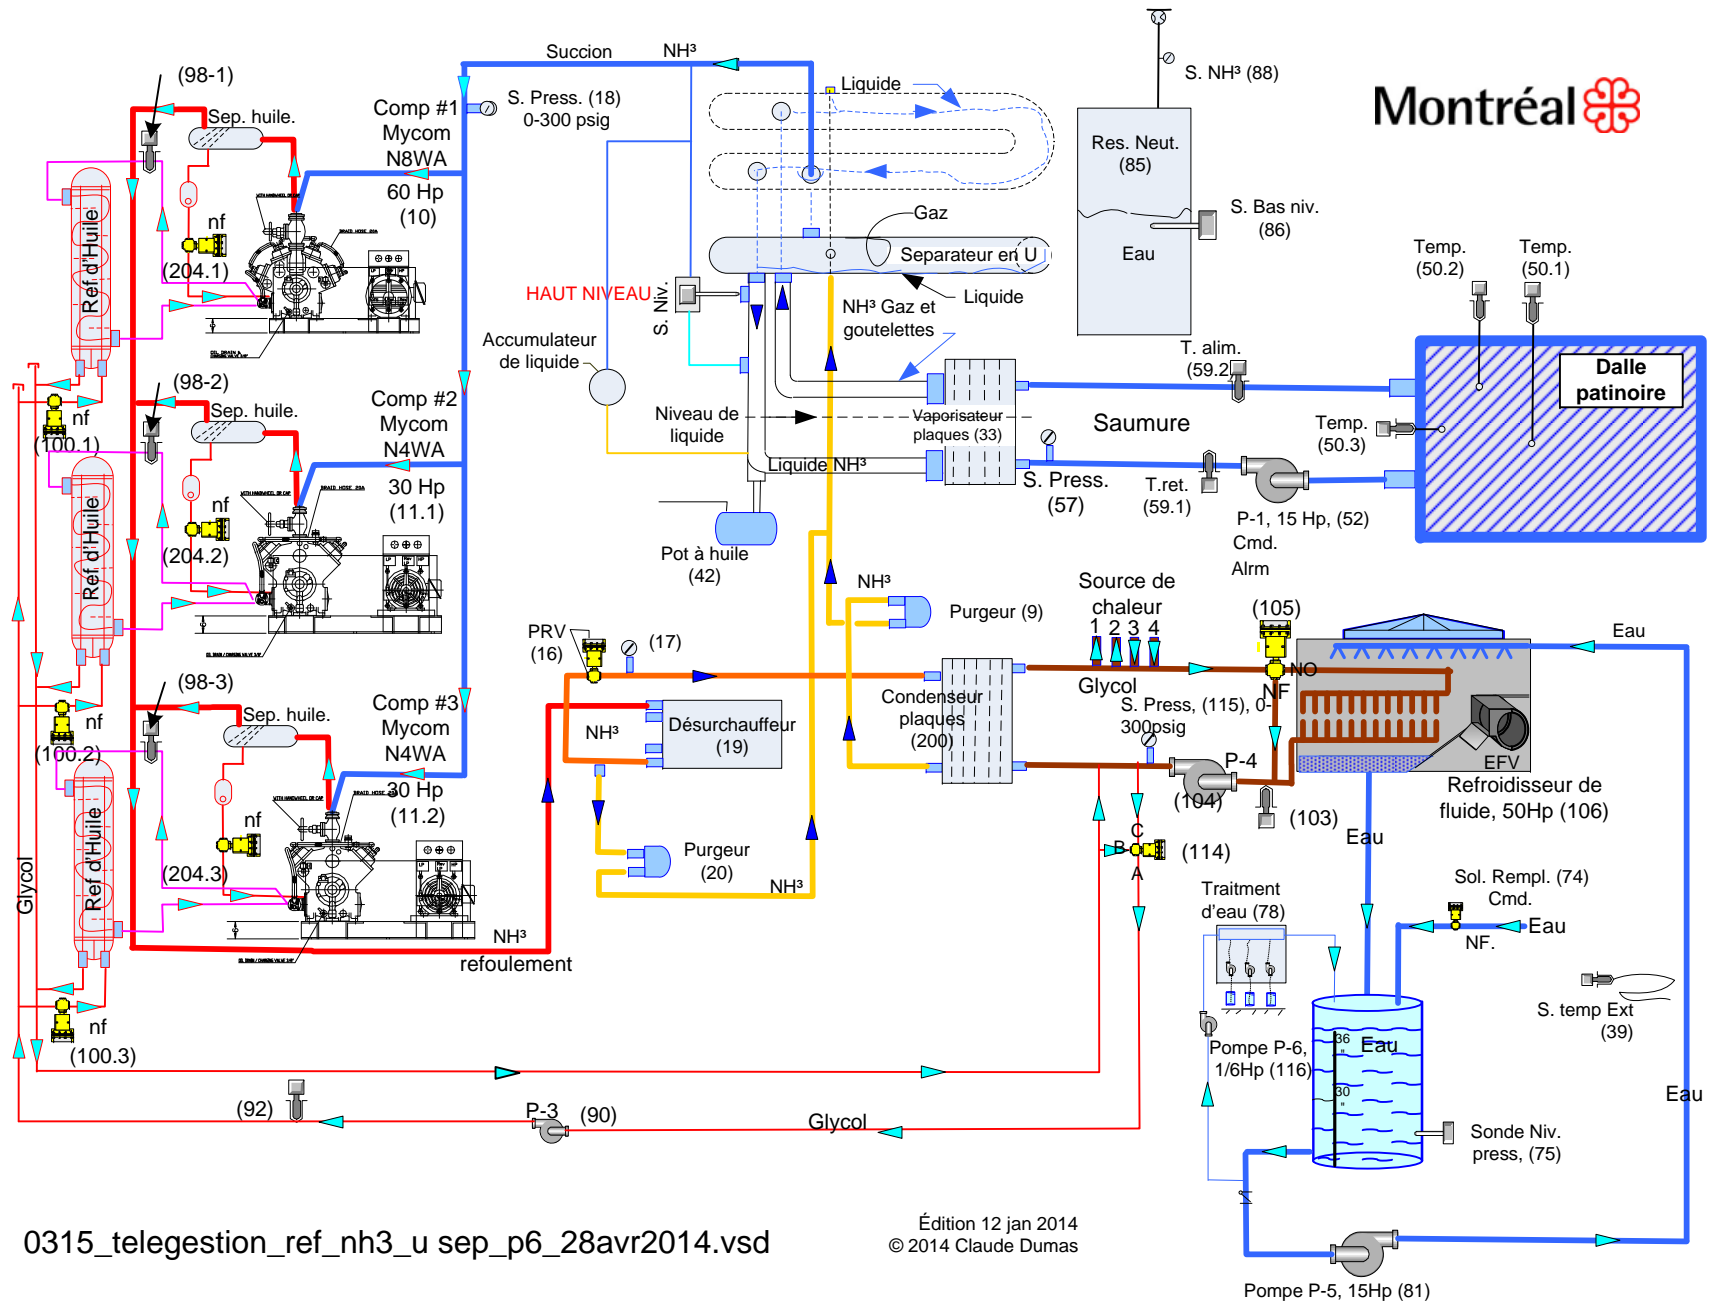 Succion
NH³
(98-1)
Sep. huile.
Comp #1
Mycom
N8WA
60 Hp
(10)
S. Press. (18)
0-300 psig
Liquide
S. NH³ (88)
Montréal
Res. Neut.
(85)
Eau
S. Bas niv.
(86)
Ref d'Huile
nf
(204.1)
Gaz
Separateur en U
Liquide
HAUT NIVEAU
S. Niv.
NH³ Gaz et
goutelettes
Temp.
(50.2)
Temp.
(50.1)
Accumulateur
de liquide
T. alim.
(59.2
Dalle
patinoire
(98-2)
Sep. huile.
nf
(100.1)
Comp #2
Mycom
N4WA
30 Hp
(11.1)
Niveau de
liquide
Vaporisateur
plaques (33)
Saumure
Temp.
(50.3)
Liquide NH³
S. Press.
(57)
T.ret.
(59.1)
P-1, 15 Hp, (52)
Cmd.
Alrm
Ref d'Huile
nf
(204.2)
Pot à huile
(42)
NH³
Purgeur (9)
Source de
chaleur
1 2 3 4
(105)
Eau
PRV
(16)
(17)
(98-3)
Sep. huile.
nf
(100.2)
Comp #3
Mycom
N4WA
30 Hp
(11.2)
NH³
Désurchauffeur
(19)
Condenseur
plaques
(200)
Glycol
NO
NF
S. Press, (115), 0-
300psig
P-4
(104)
(103)
EFV
Refroidisseur de
fluide, 50Hp (106)
Eau
Ref d'Huile
nf
(204.3)
Glycol
Purgeur
(20)
NH³
C
B
A
(114)
NH³
refoulement
Traitment
d'eau (78)
Sol. Rempl. (74)
Cmd.
Eau
NF.
nf
(100.3)
S. temp Ext
(39)
Pompe P-6,
1/6Hp (116)
36
"
Eau
30
"
Eau
(92)
P-3
(90)
Glycol
Sonde Niv.
press, (75)
0315_telegestion_ref_nh3_u sep_p6_28avr2014.vsd
Édition 12 jan 2014
© 2014 Claude Dumas
Pompe P-5, 15Hp (81)